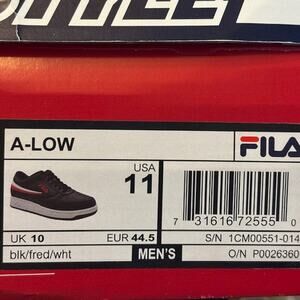 A-LOW
FILA
USA
11
7 31616 72555 0
UK 10
EUR 44.5
S/N 1CM00551-014
blk/fred/wht
MEN'S
O/N P0026360